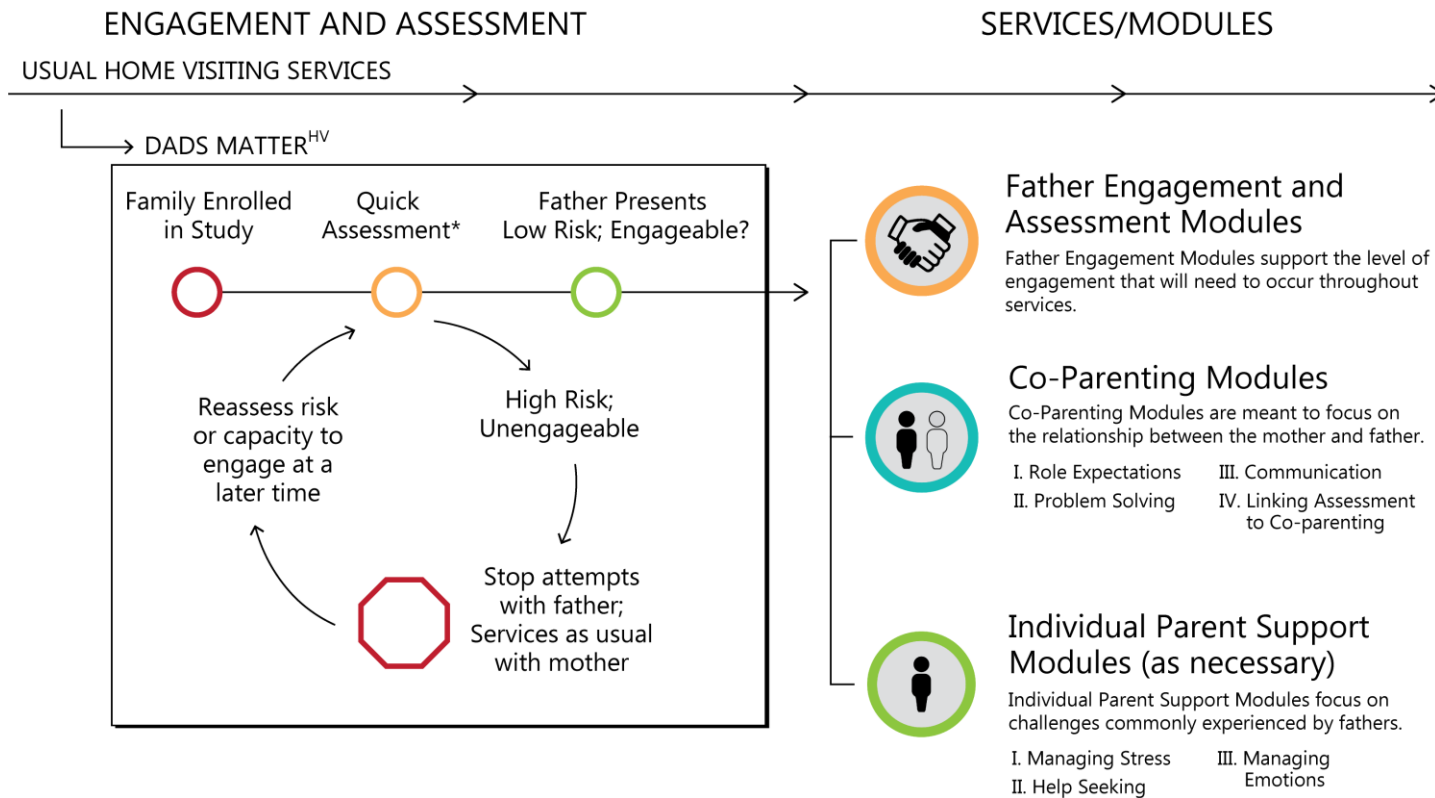 ENGAGEMENT AND ASSESSMENT
SERVICES/MODULES
USUAL HOME VISITING SERVICES
DADS MATTER^HV
Family Enrolled
in Study
Quick
Assessment*
Father Presents
Low Risk; Engageable?
Reassess risk
or capacity to
engage at a
later time
High Risk;
Unengageable
Stop attempts
with father;
Services as usual
with mother
Father Engagement and
Assessment Modules
Father Engagement Modules support the level of
engagement that will need to occur throughout
services.
Co-Parenting Modules
Co-Parenting Modules are meant to focus on
the relationship between the mother and father.
I. Role Expectations
II. Problem Solving
III. Communication
IV. Linking Assessment
to Co-parenting
Individual Parent Support
Modules (as necessary)
Individual Parent Support Modules focus on
challenges commonly experienced by fathers.
I. Managing Stress
II. Help Seeking
III. Managing
Emotions